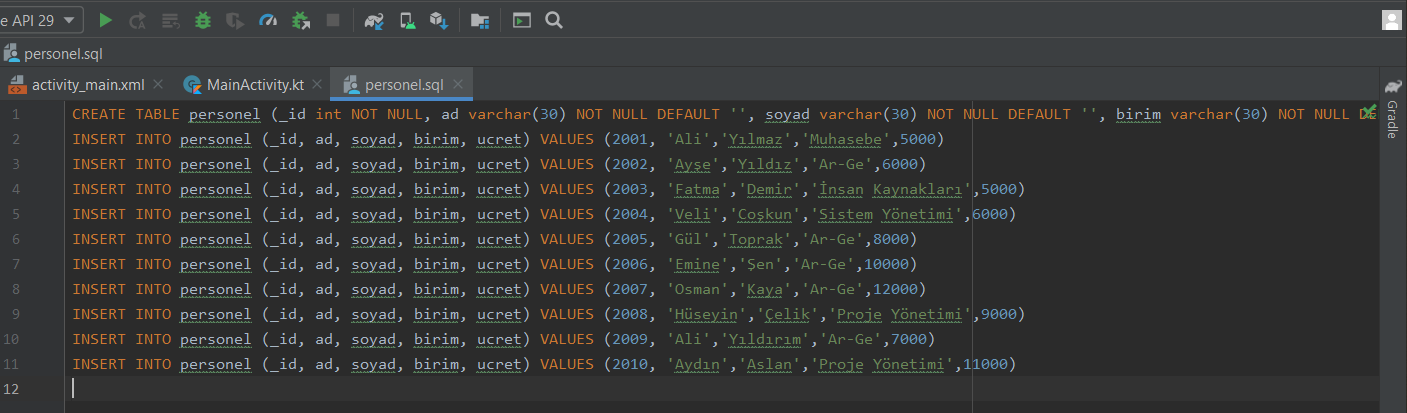 e API 29
personel.sql
activity_main.xml MainActivity.kt personel.sql
1 CREATE TABLE personel (_id int NOT NULL, ad varchar(30) NOT NULL DEFAULT '', soyad varchar(30) NOT NULL DEFAULT '', birim varchar(30) NOT NULL DE
2 INSERT INTO personel (_id, ad, soyad, birim, ucret) VALUES (2001, 'Ali','Yılmaz','Muhasebe',5000)
3 INSERT INTO personel (_id, ad, soyad, birim, ucret) VALUES (2002, 'Ayşe','Yıldız','Ar-Ge',6000)
4 INSERT INTO personel (_id, ad, soyad, birim, ucret) VALUES (2003, 'Fatma','Demir','İnsan Kaynakları',5000)
5 INSERT INTO personel (_id, ad, soyad, birim, ucret) VALUES (2004, 'Veli','Coşkun','Sistem Yönetimi',6000)
6 INSERT INTO personel (_id, ad, soyad, birim, ucret) VALUES (2005, 'Gül','Toprak','Ar-Ge',8000)
7 INSERT INTO personel (_id, ad, soyad, birim, ucret) VALUES (2006, 'Emine','Şen','Ar-Ge',10000)
8 INSERT INTO personel (_id, ad, soyad, birim, ucret) VALUES (2007, 'Osman','Kaya','Ar-Ge',12000)
9 INSERT INTO personel (_id, ad, soyad, birim, ucret) VALUES (2008, 'Hüseyin','Çelik','Proje Yönetimi',9000)
10 INSERT INTO personel (_id, ad, soyad, birim, ucret) VALUES (2009, 'Ali','Yıldırım','Ar-Ge',7000)
11 INSERT INTO personel (_id, ad, soyad, birim, ucret) VALUES (2010, 'Aydın','Aslan','Proje Yönetimi',11000)
12
Gradle